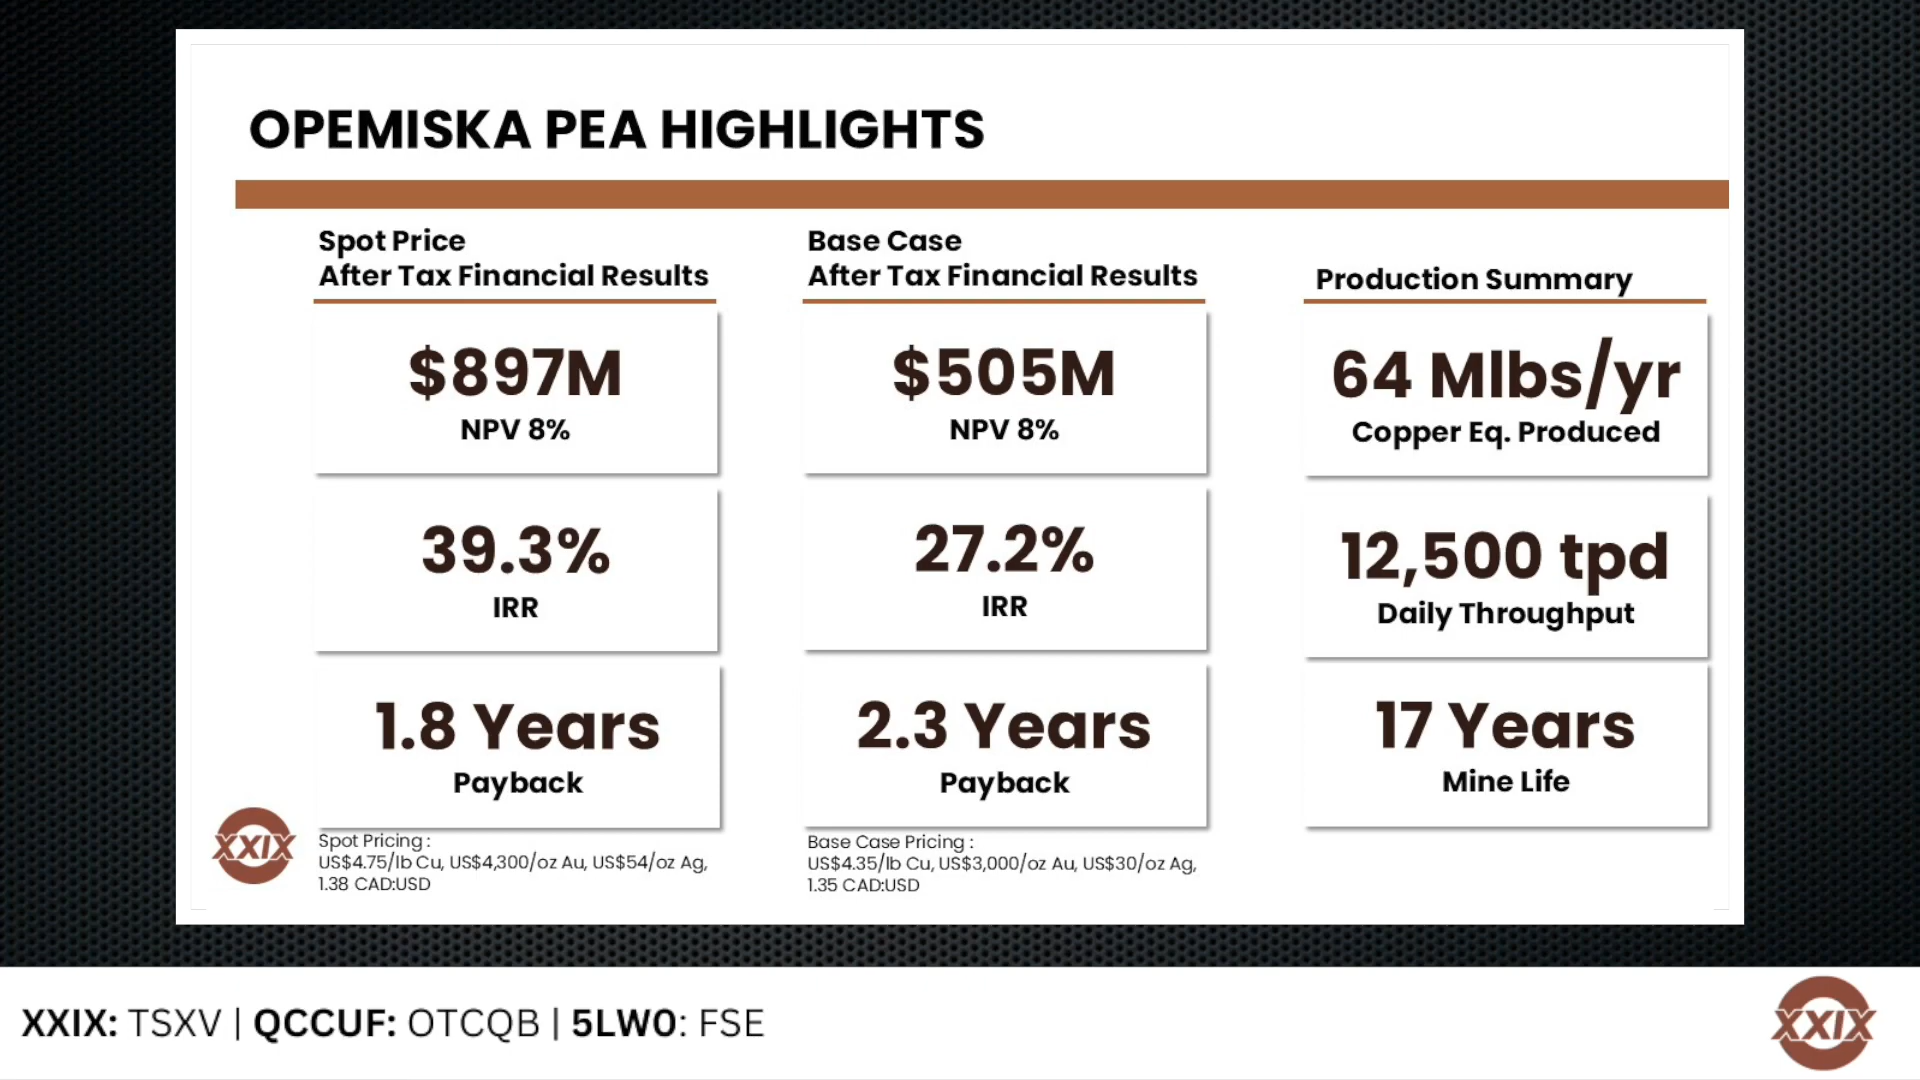 OPEMISKA PEA HIGHLIGHTS
Spot Price
After Tax Financial Results
$897M
NPV 8%
39.3%
IRR
1.8 Years
Payback
Spot Pricing :
US$4.75/lb Cu, US$4,300/oz Au, US$54/oz Ag,
1.38 CAD:USD
Base Case
After Tax Financial Results
$505M
NPV 8%
27.2%
IRR
2.3 Years
Payback
Base Case Pricing :
US$4.35/lb Cu, US$3,000/oz Au, US$30/oz Ag,
1.35 CAD:USD
Production Summary
64 Mlbs/yr
Copper Eq. Produced
12,500 tpd
Daily Throughput
17 Years
Mine Life
XXIX
XXIX: TSXV | QCCUF: OTCQB | 5LW0: FSE
XXIX